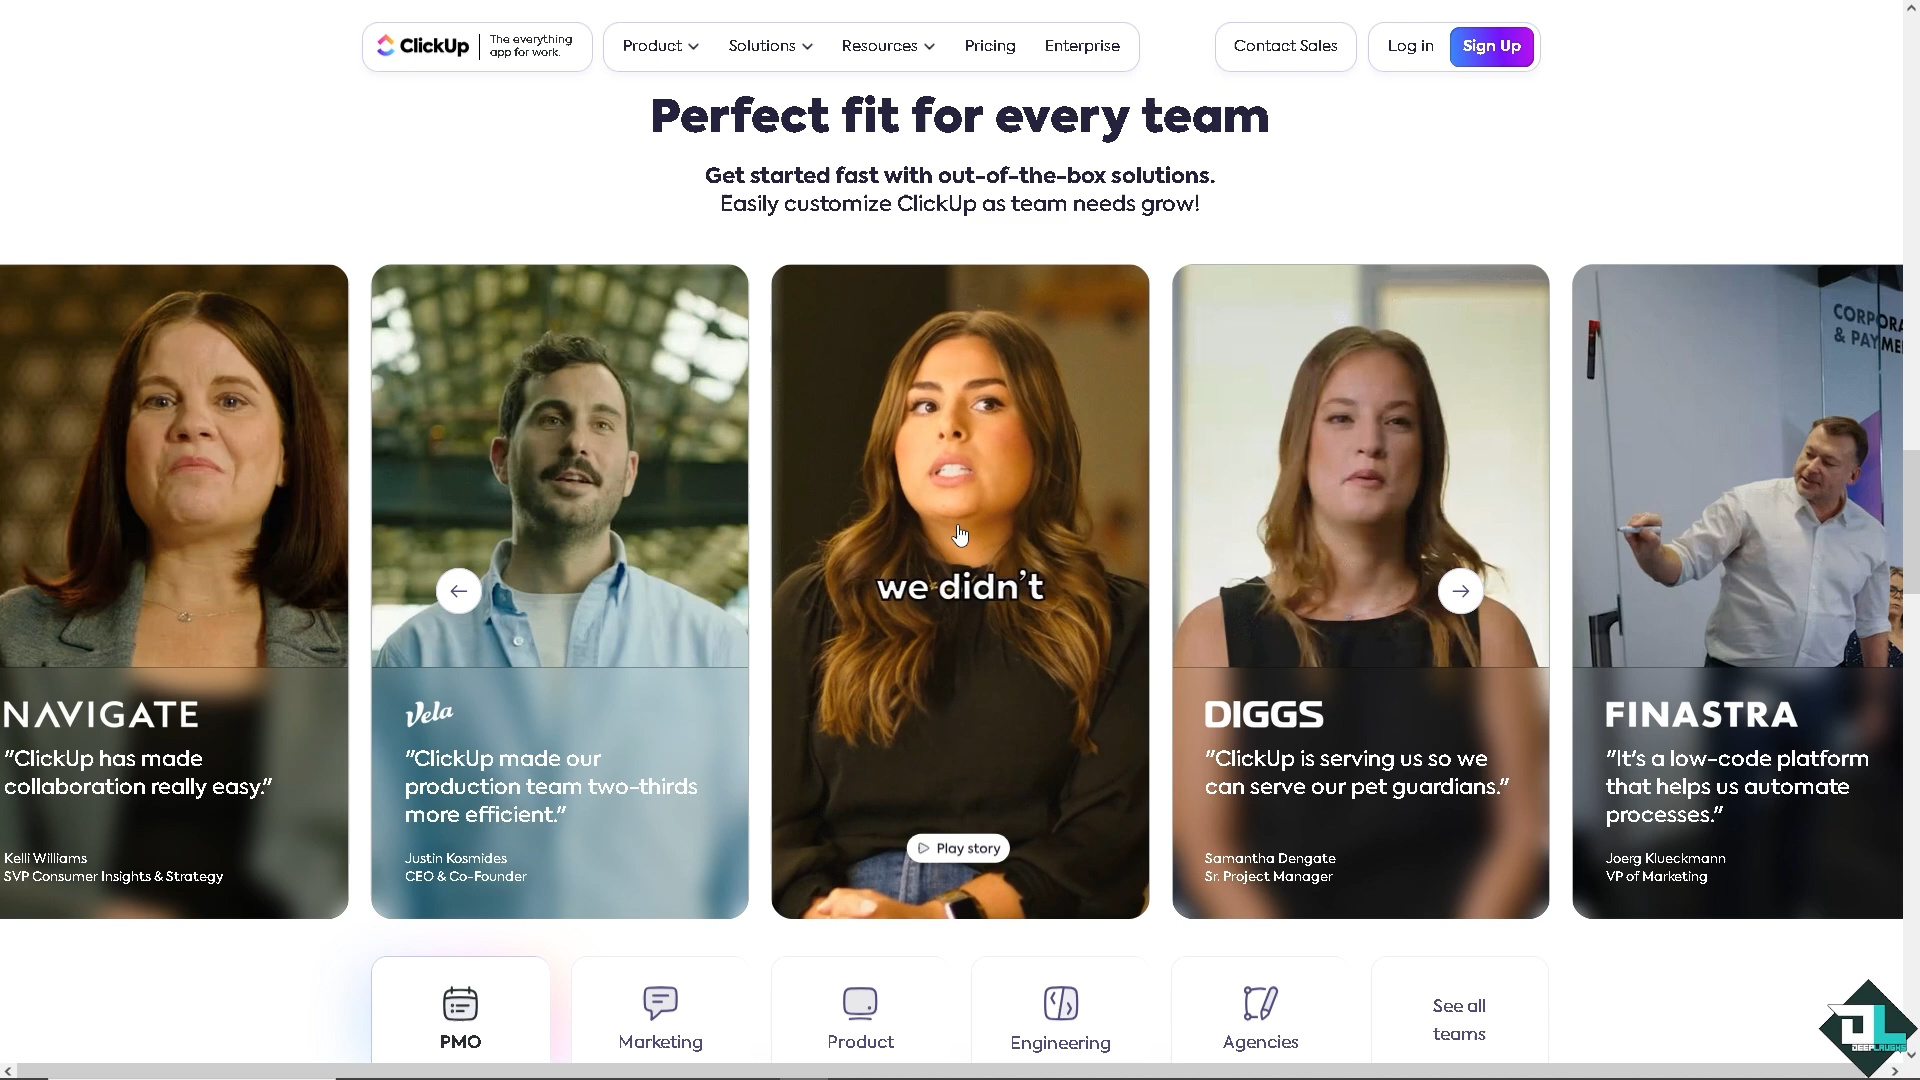 ClickUp
The everything
app for work.
Product
Solutions
Resources
Pricing
Enterprise
Contact Sales
Log in
Sign Up
Perfect fit for every team
Get started fast with out-of-the-box solutions.
Easily customize ClickUp as team needs grow!
CORPORA
& PAYMEN
we didn't
NAVIGATE
"ClickUp has made
collaboration really easy."
Kelli Williams
SVP Consumer Insights & Strategy
Vela
"ClickUp made our
production team two-thirds
more efficient."
Justin Kosmides
CEO & Co-Founder
Play story
DIGGS
"ClickUp is serving us so we
can serve our pet guardians."
Samantha Dengate
Sr. Project Manager
FINASTRA
"It's a low-code platform
that helps us automate
processes."
Joerg Klueckmann
VP of Marketing
PMO
Marketing
Product
Engineering
Agencies
See all
teams
DEEPLAUGHS